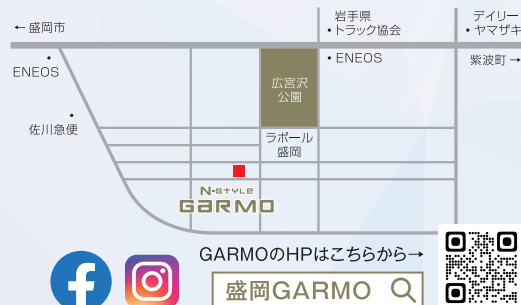 ← 盛岡市
岩手県
・トラック協会
デイリー
・ヤマザキ
・
ENEOS
・ENEOS
紫波町 →
広宮沢
公園
・
佐川急便
ラポール
盛岡
N-STYLE
GARMO
GARMOのHPはこちらから→
盛岡GARMO